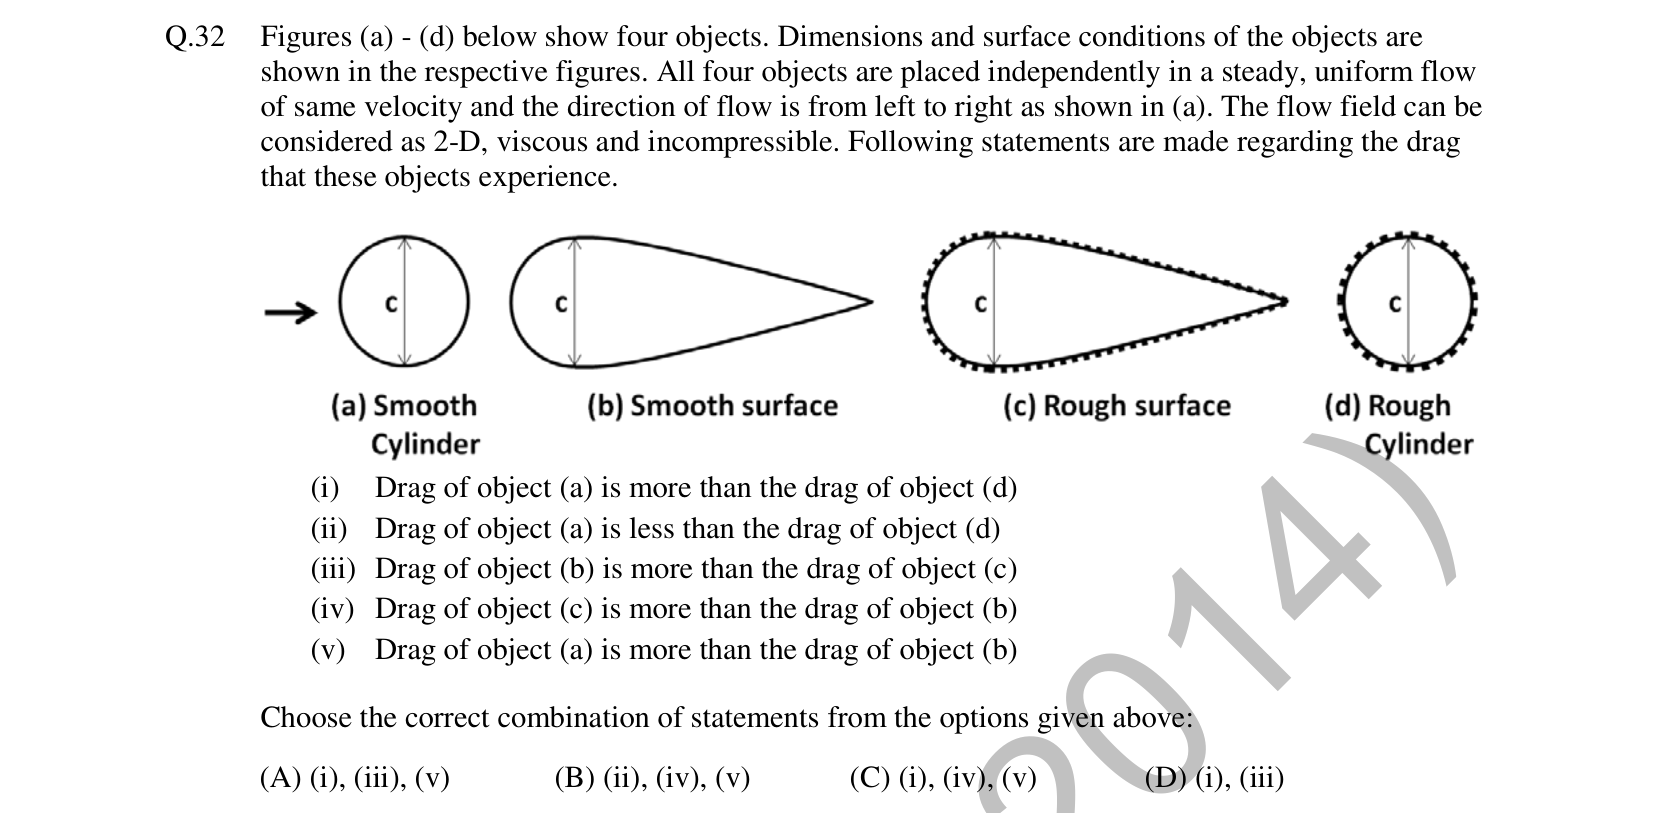 Q.32 Figures (a) - (d) below show four objects. Dimensions and surface conditions of the objects are
shown in the respective figures. All four objects are placed independently in a steady, uniform flow
of same velocity and the direction of flow is from left to right as shown in (a). The flow field can be
considered as 2-D, viscous and incompressible. Following statements are made regarding the drag
that these objects experience.
c c c c
(a) Smooth Cylinder
(b) Smooth surface
(c) Rough surface
(d) Rough Cylinder
(i) Drag of object (a) is more than the drag of object (d)
(ii) Drag of object (a) is less than the drag of object (d)
(iii) Drag of object (b) is more than the drag of object (c)
(iv) Drag of object (c) is more than the drag of object (b)
(v) Drag of object (a) is more than the drag of object (b)
Choose the correct combination of statements from the options given above:
(A) (i), (iii), (v) (B) (ii), (iv), (v) (C) (i), (iv), (v) (D) (i), (iii)
2014)